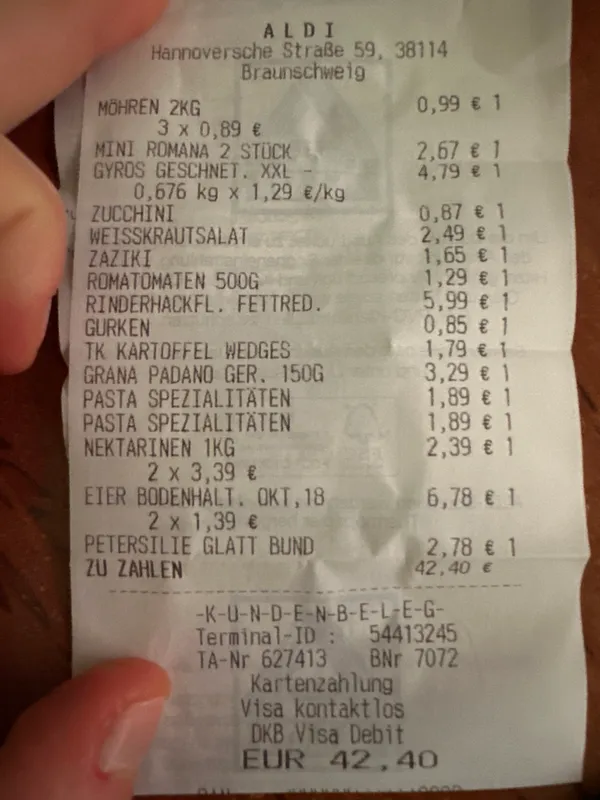 ALDI
Hannoversche Straße 59, 38114
Braunschweig
MÖHREN 2KG 0,99 € 1
3 x 0,89 €
MINI ROMANA 2 STÜCK 2,67 € 1
GYROS GESCHNET. XXL - 4,79 € 1
0,676 kg x 1,29 €/kg
ZUCCHINI 0,87 € 1
WEISSKRAUTSALAT 2,49 € 1
ZAZIKI 1,65 € 1
ROMATOMATEN 500G 1,29 € 1
RINDERHACKFL. FETTRED. 5,99 € 1
GURKEN 0,85 € 1
TK KARTOFFEL WEDGES 1,79 € 1
GRANA PADANO GER. 150G 3,29 € 1
PASTA SPEZIALITÄTEN 1,89 € 1
PASTA SPEZIALITÄTEN 1,89 € 1
NEKTARINEN 1KG 2,39 € 1
2 x 3,39 €
EIER BODENHALT. OKT,18 6,78 € 1
2 x 1,39 €
PETERSILIE GLATT BUND 2,78 € 1
ZU ZAHLEN 42,40 €
-K-U-N-D-E-N-B-E-L-E-G-
Terminal-ID : 54413245
TA-Nr 627413 BNr 7072
Kartenzahlung
Visa kontaktlos
DKB Visa Debit
EUR 42,40